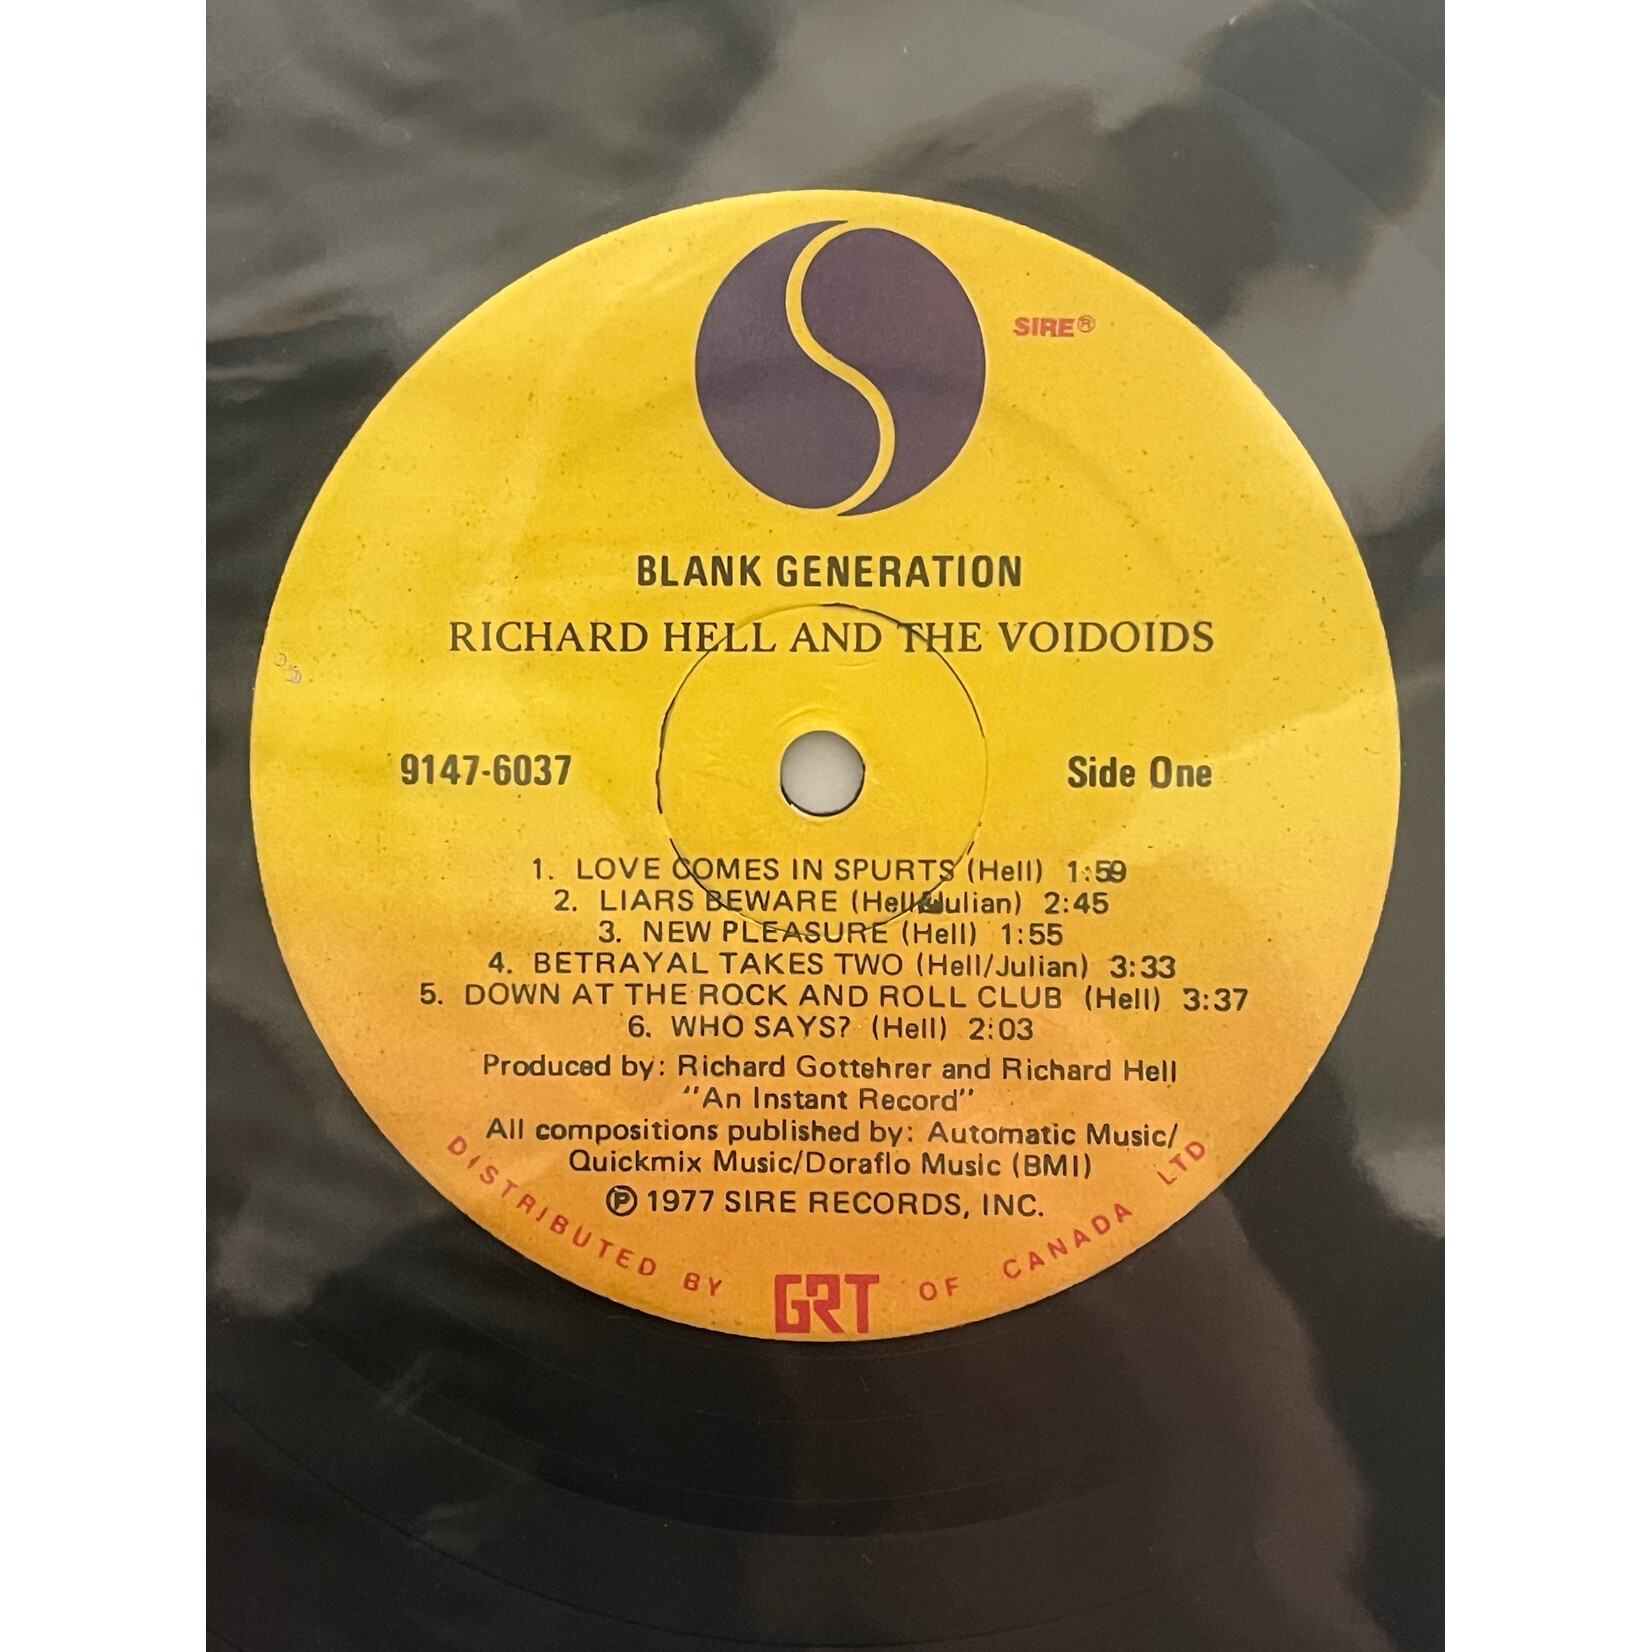 SIRE®
BLANK GENERATION
RICHARD HELL AND THE VOIDOIDS
9147-6037
Side One
1. LOVE COMES IN SPURTS (Hell) 1:59
2. LIARS BEWARE (Hell/Julian) 2:45
3. NEW PLEASURE (Hell) 1:55
4. BETRAYAL TAKES TWO (Hell/Julian) 3:33
5. DOWN AT THE ROCK AND ROLL CLUB (Hell) 3:37
6. WHO SAYS? (Hell) 2:03
Produced by: Richard Gottehrer and Richard Hell
"An Instant Record"
All compositions published by: Automatic Music/
Quickmix Music/Doraflo Music (BMI)
℗ 1977 SIRE RECORDS, INC.
DISTRIBUTED BY GRT OF CANADA LTD